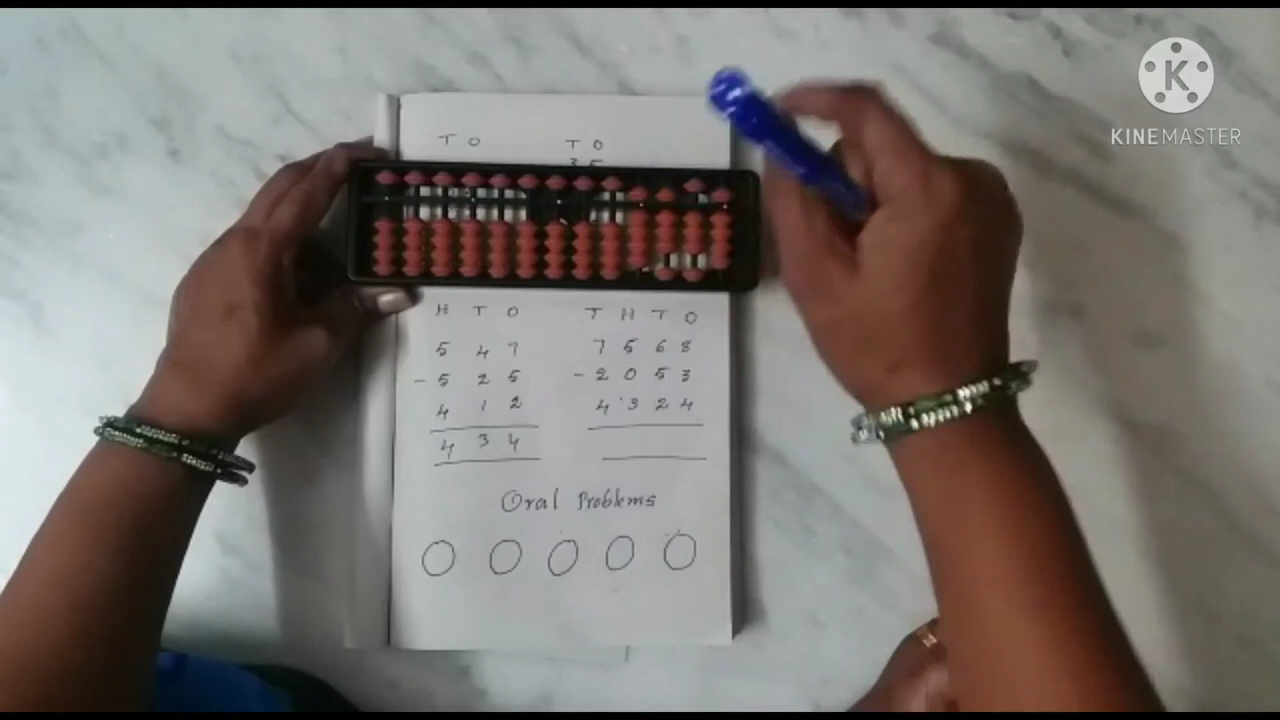 KINEMASTER
T O T O
35
H T O T H T O
5 4 7 7 5 6 8
- 5 2 5 - 2 0 5 3
4 1 2 4 3 2 4
4 3 4
Oral Problems